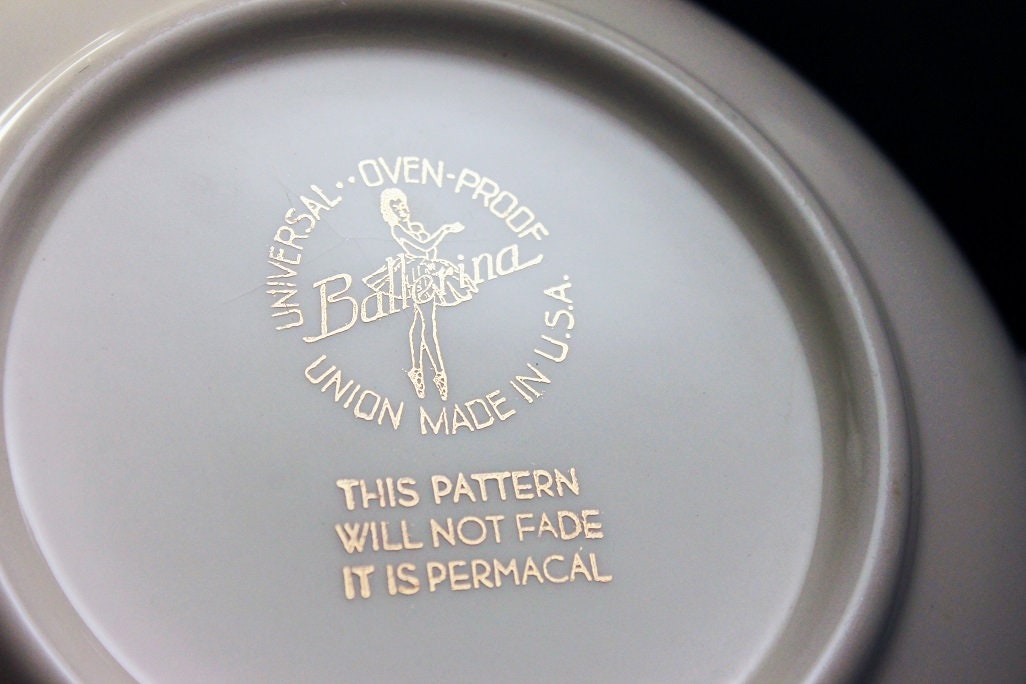 UNIVERSAL·· OVEN-PROOF
Ballerina
UNION MADE IN U.S.A.
THIS PATTERN
WILL NOT FADE
IT IS PERMACAL